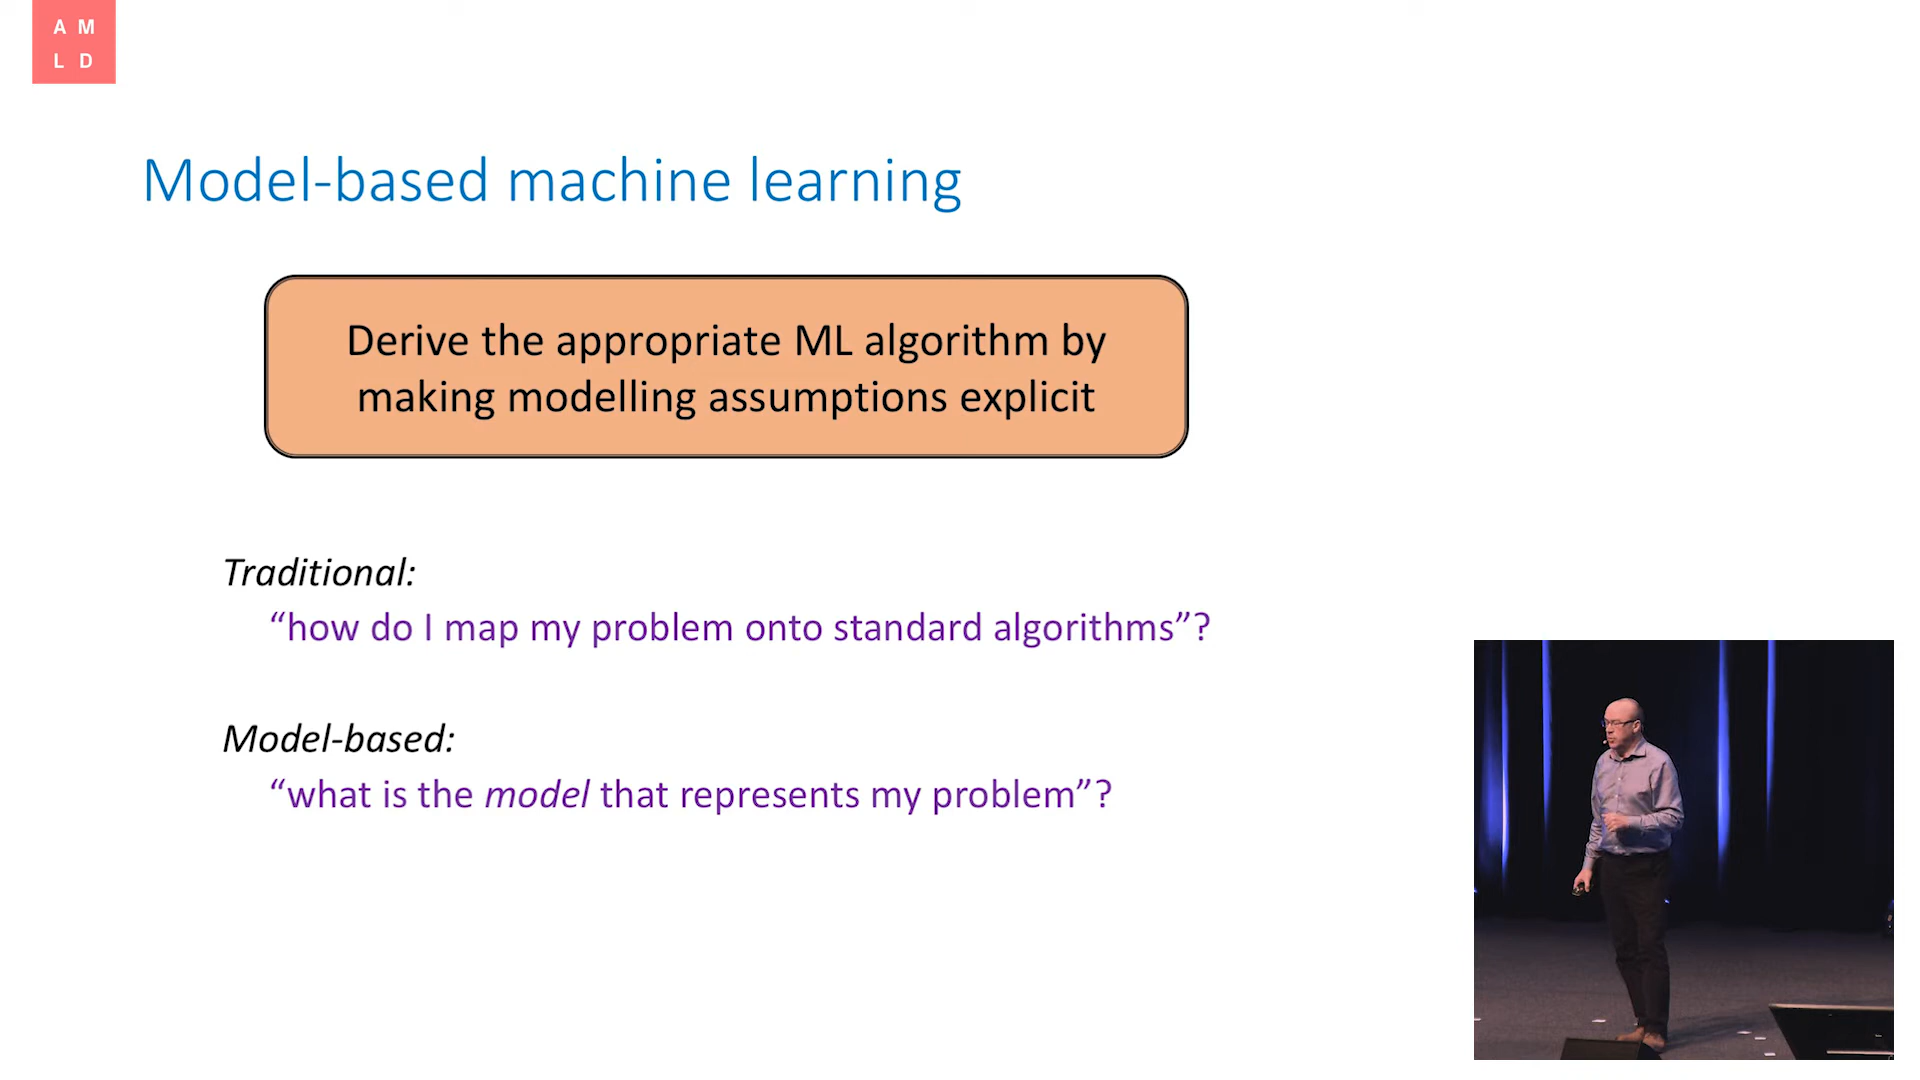 A M
L D
Model-based machine learning
Derive the appropriate ML algorithm by
making modelling assumptions explicit
Traditional:
“how do I map my problem onto standard algorithms”?
Model-based:
“what is the model that represents my problem”?